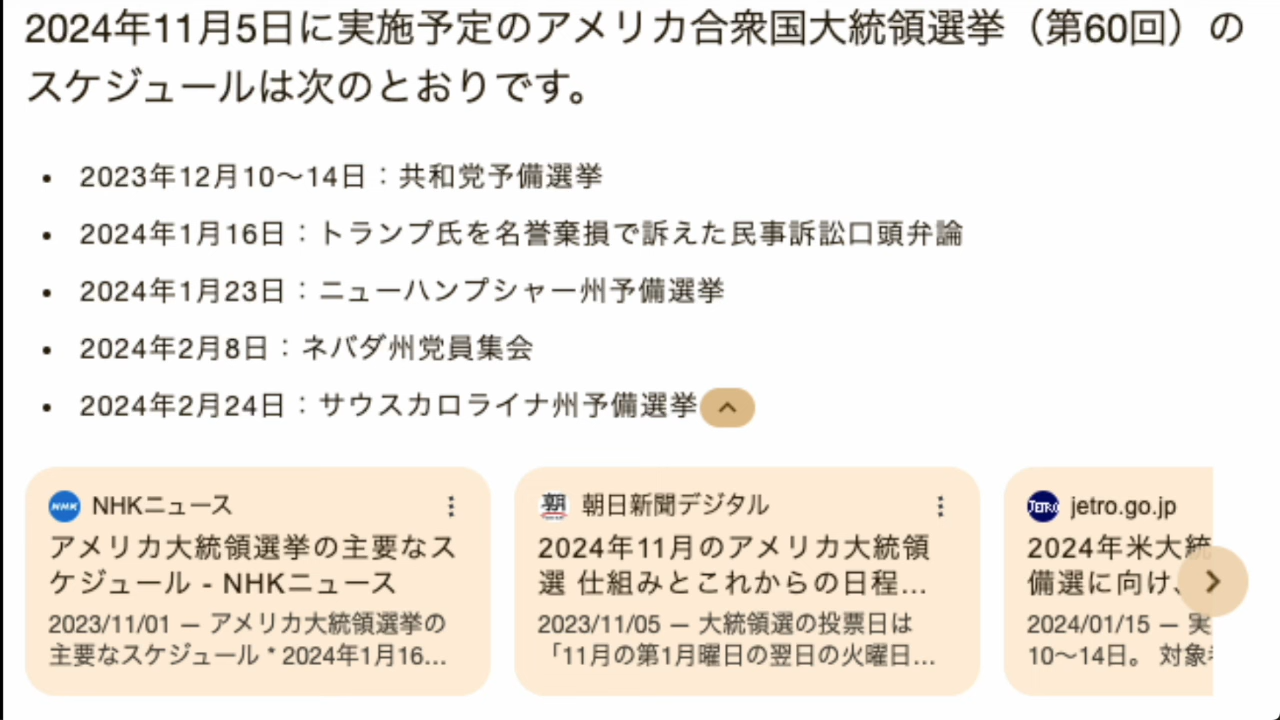 2024年11月5日に実施予定のアメリカ合衆国大統領選挙（第60回）の
スケジュールは次のとおりです。
• 2023年12月10～14日：共和党予備選挙
• 2024年1月16日：トランプ氏を名誉棄損で訴えた民事訴訟口頭弁論
• 2024年1月23日：ニューハンプシャー州予備選挙
• 2024年2月8日：ネバダ州党員集会
• 2024年2月24日：サウスカロライナ州予備選挙
NHK NHKニュース
アメリカ大統領選挙の主要なス
ケジュール - NHKニュース
2023/11/01 — アメリカ大統領選挙の
主要なスケジュール * 2024年1月16...
朝 朝日新聞デジタル
2024年11月のアメリカ大統領
選 仕組みとこれからの日程...
2023/11/05 — 大統領選の投票日は
「11月の第1月曜日の翌日の火曜日...
JETRO jetro.go.jp
2024年米大統
備選に向け、
2024/01/15 — 実
10～14日。 対象